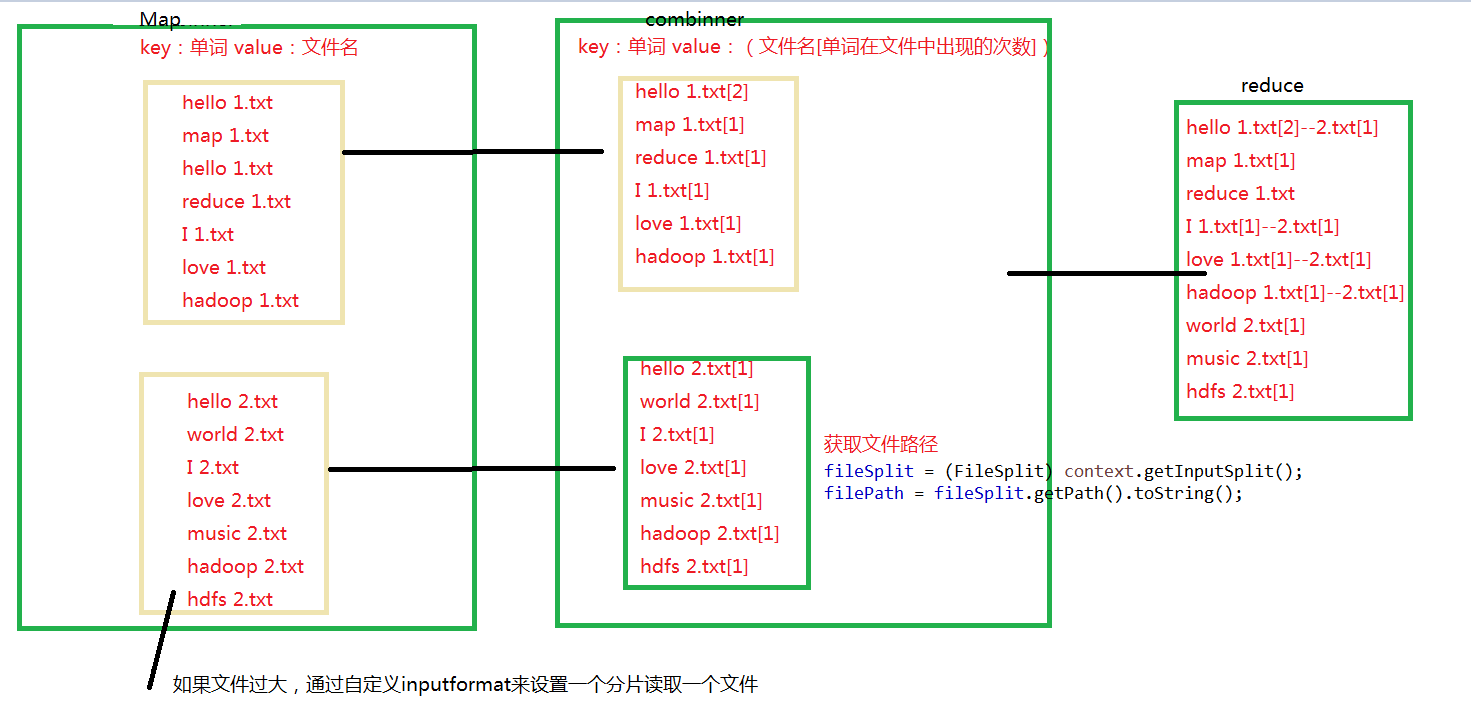 Map
key：单词 value：文件名
hello 1.txt
map 1.txt
hello 1.txt
reduce 1.txt
I 1.txt
love 1.txt
hadoop 1.txt
hello 2.txt
world 2.txt
I 2.txt
love 2.txt
music 2.txt
hadoop 2.txt
hdfs 2.txt
如果文件过大，通过自定义inputformat来设置一个分片读取一个文件
combinner
key：单词 value：（文件名[单词在文件中出现的次数]）
hello 1.txt[2]
map 1.txt[1]
reduce 1.txt[1]
I 1.txt[1]
love 1.txt[1]
hadoop 1.txt[1]
hello 2.txt[1]
world 2.txt[1]
I 2.txt[1]
love 2.txt[1]
music 2.txt[1]
hadoop 2.txt[1]
hdfs 2.txt[1]
获取文件路径
fileSplit = (FileSplit) context.getInputSplit();
filePath = fileSplit.getPath().toString();
reduce
hello 1.txt[2]--2.txt[1]
map 1.txt[1]
reduce 1.txt
I 1.txt[1]--2.txt[1]
love 1.txt[1]--2.txt[1]
hadoop 1.txt[1]--2.txt[1]
world 2.txt[1]
music 2.txt[1]
hdfs 2.txt[1]